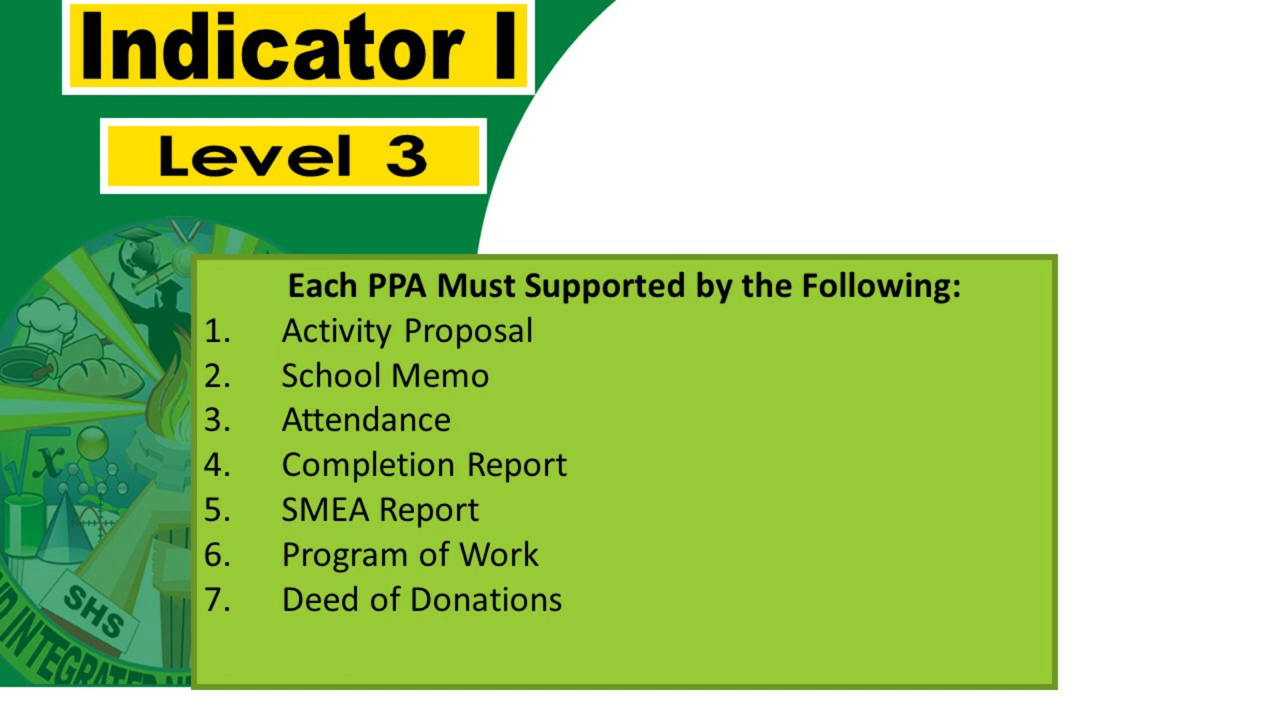 Indicator I
Level 3
Each PPA Must Supported by the Following:
1. Activity Proposal
2. School Memo
3. Attendance
4. Completion Report
5. SMEA Report
6. Program of Work
7. Deed of Donations
x
SHS
INTEGRATED